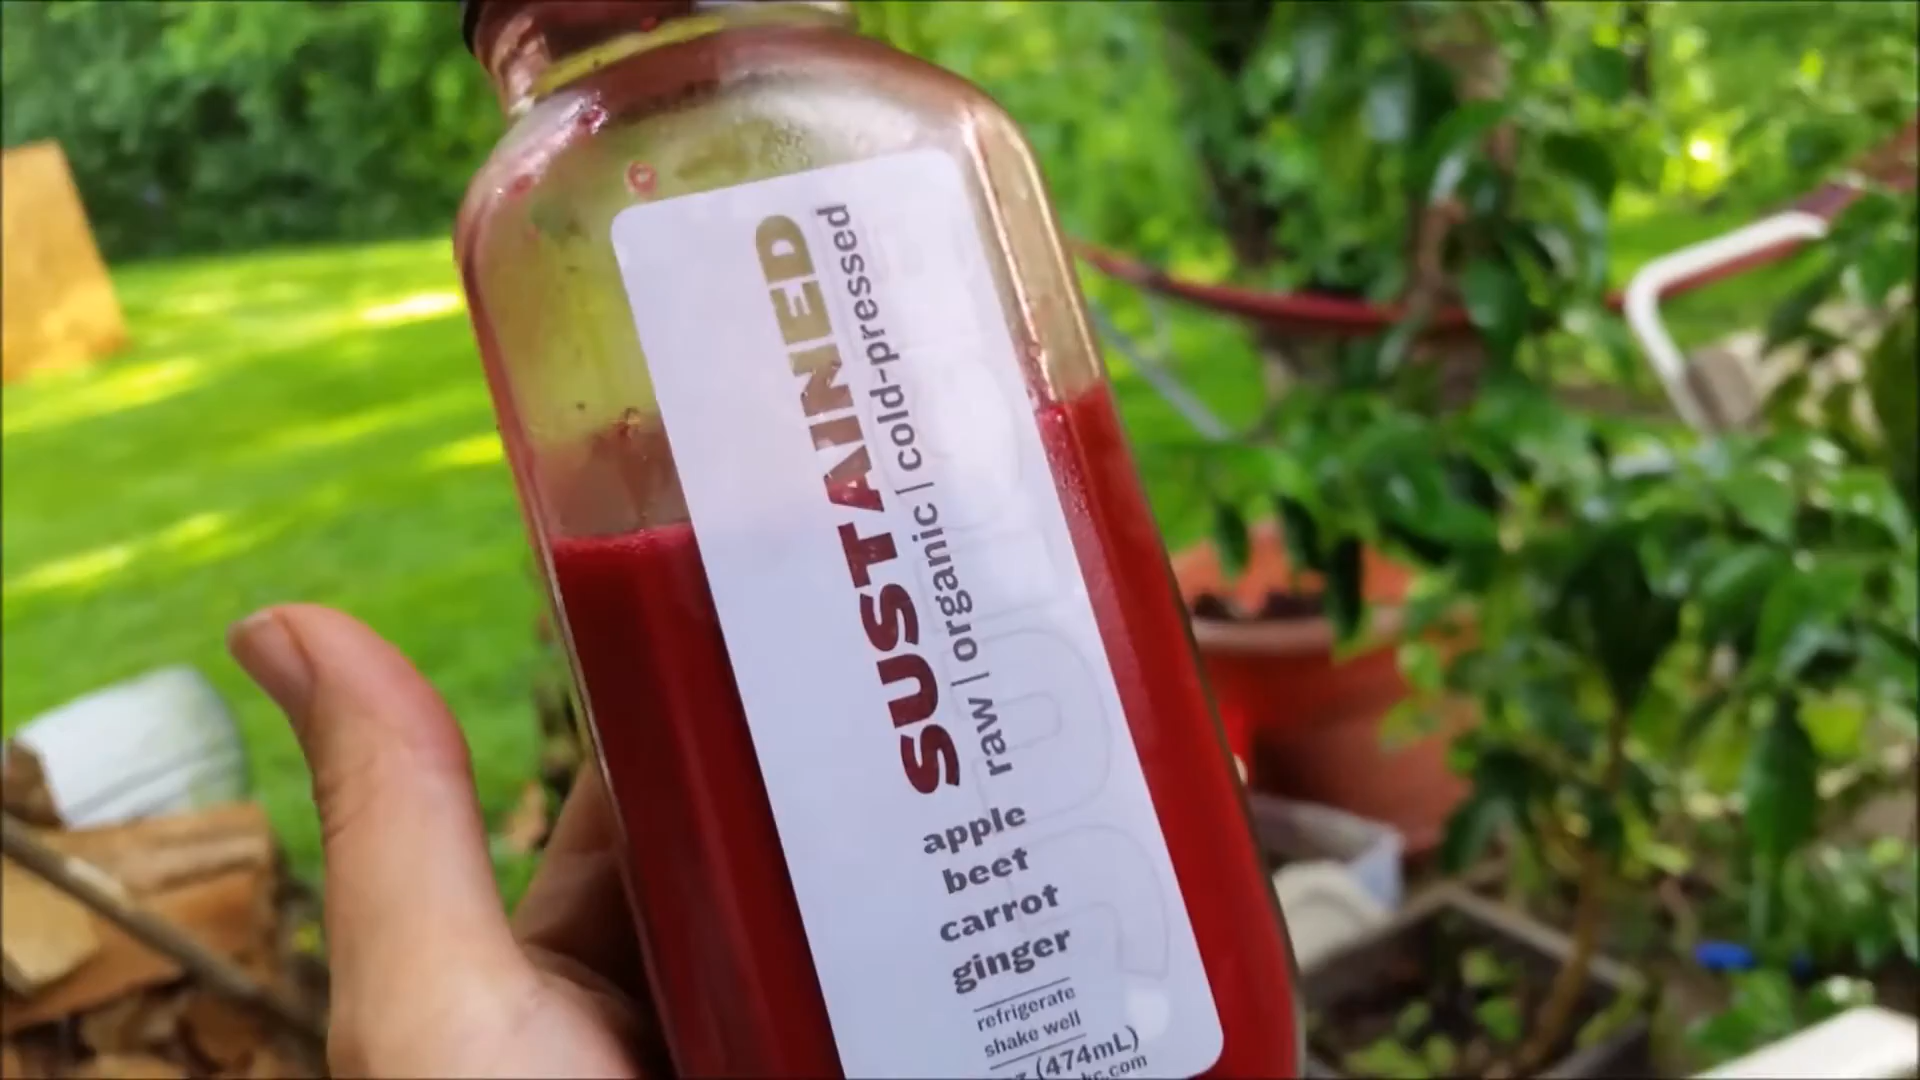 SUSTAINED
raw | organic | cold-pressed
apple
beet
carrot
ginger
refrigerate
shake well
(474mL)